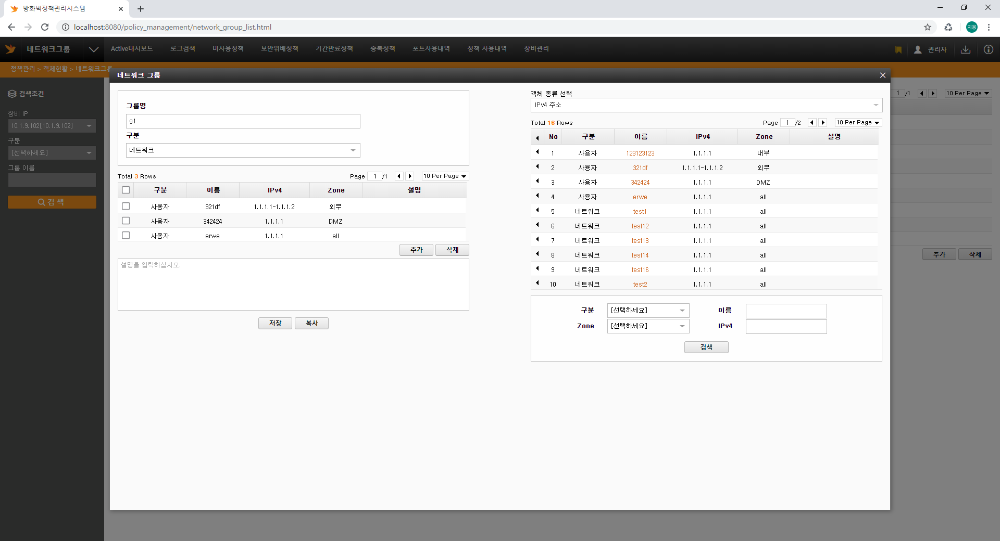 방화벽정책관리시스템
localhost:8080/policy_management/network_group_list.html
지웅
네트워크그룹 Active대시보드 로그검색 미사용정책 보안위배정책 기간만료정책 중복정책 포트사용내역 정책 사용내역 장비관리 관리자
정책관리 > 객체현황 > 네트워크그룹
검색조건
장비 IP
10.1.9.102[10.1.9.102]
구분
[선택하세요]
그룹 이름
검 색
1 /1 10 Per Page
추가 삭제
네트워크 그룹
그룹명
g1
구분
네트워크
Total 3 Rows Page 1 /1 10 Per Page
구분 이름 IPv4 Zone 설명
사용자 321df 1.1.1.1-1.1.1.2 외부
사용자 342424 1.1.1.1 DMZ
사용자 erwe 1.1.1.1 all
추가 삭제
설명을 입력하십시오.
저장 복사
객체 종류 선택
IPv4 주소
Total 16 Rows Page 1 /2 10 Per Page
No 구분 이름 IPv4 Zone 설명
1 사용자 123123123 1.1.1.1 내부
2 사용자 321df 1.1.1.1-1.1.1.2 외부
3 사용자 342424 1.1.1.1 DMZ
4 사용자 erwe 1.1.1.1 all
5 네트워크 test1 1.1.1.1 all
6 네트워크 test12 1.1.1.1 all
7 네트워크 test13 1.1.1.1 all
8 네트워크 test14 1.1.1.1 all
9 네트워크 test16 1.1.1.1 all
10 네트워크 test2 1.1.1.1 all
구분 [선택하세요] 이름
Zone [선택하세요] IPv4
검색